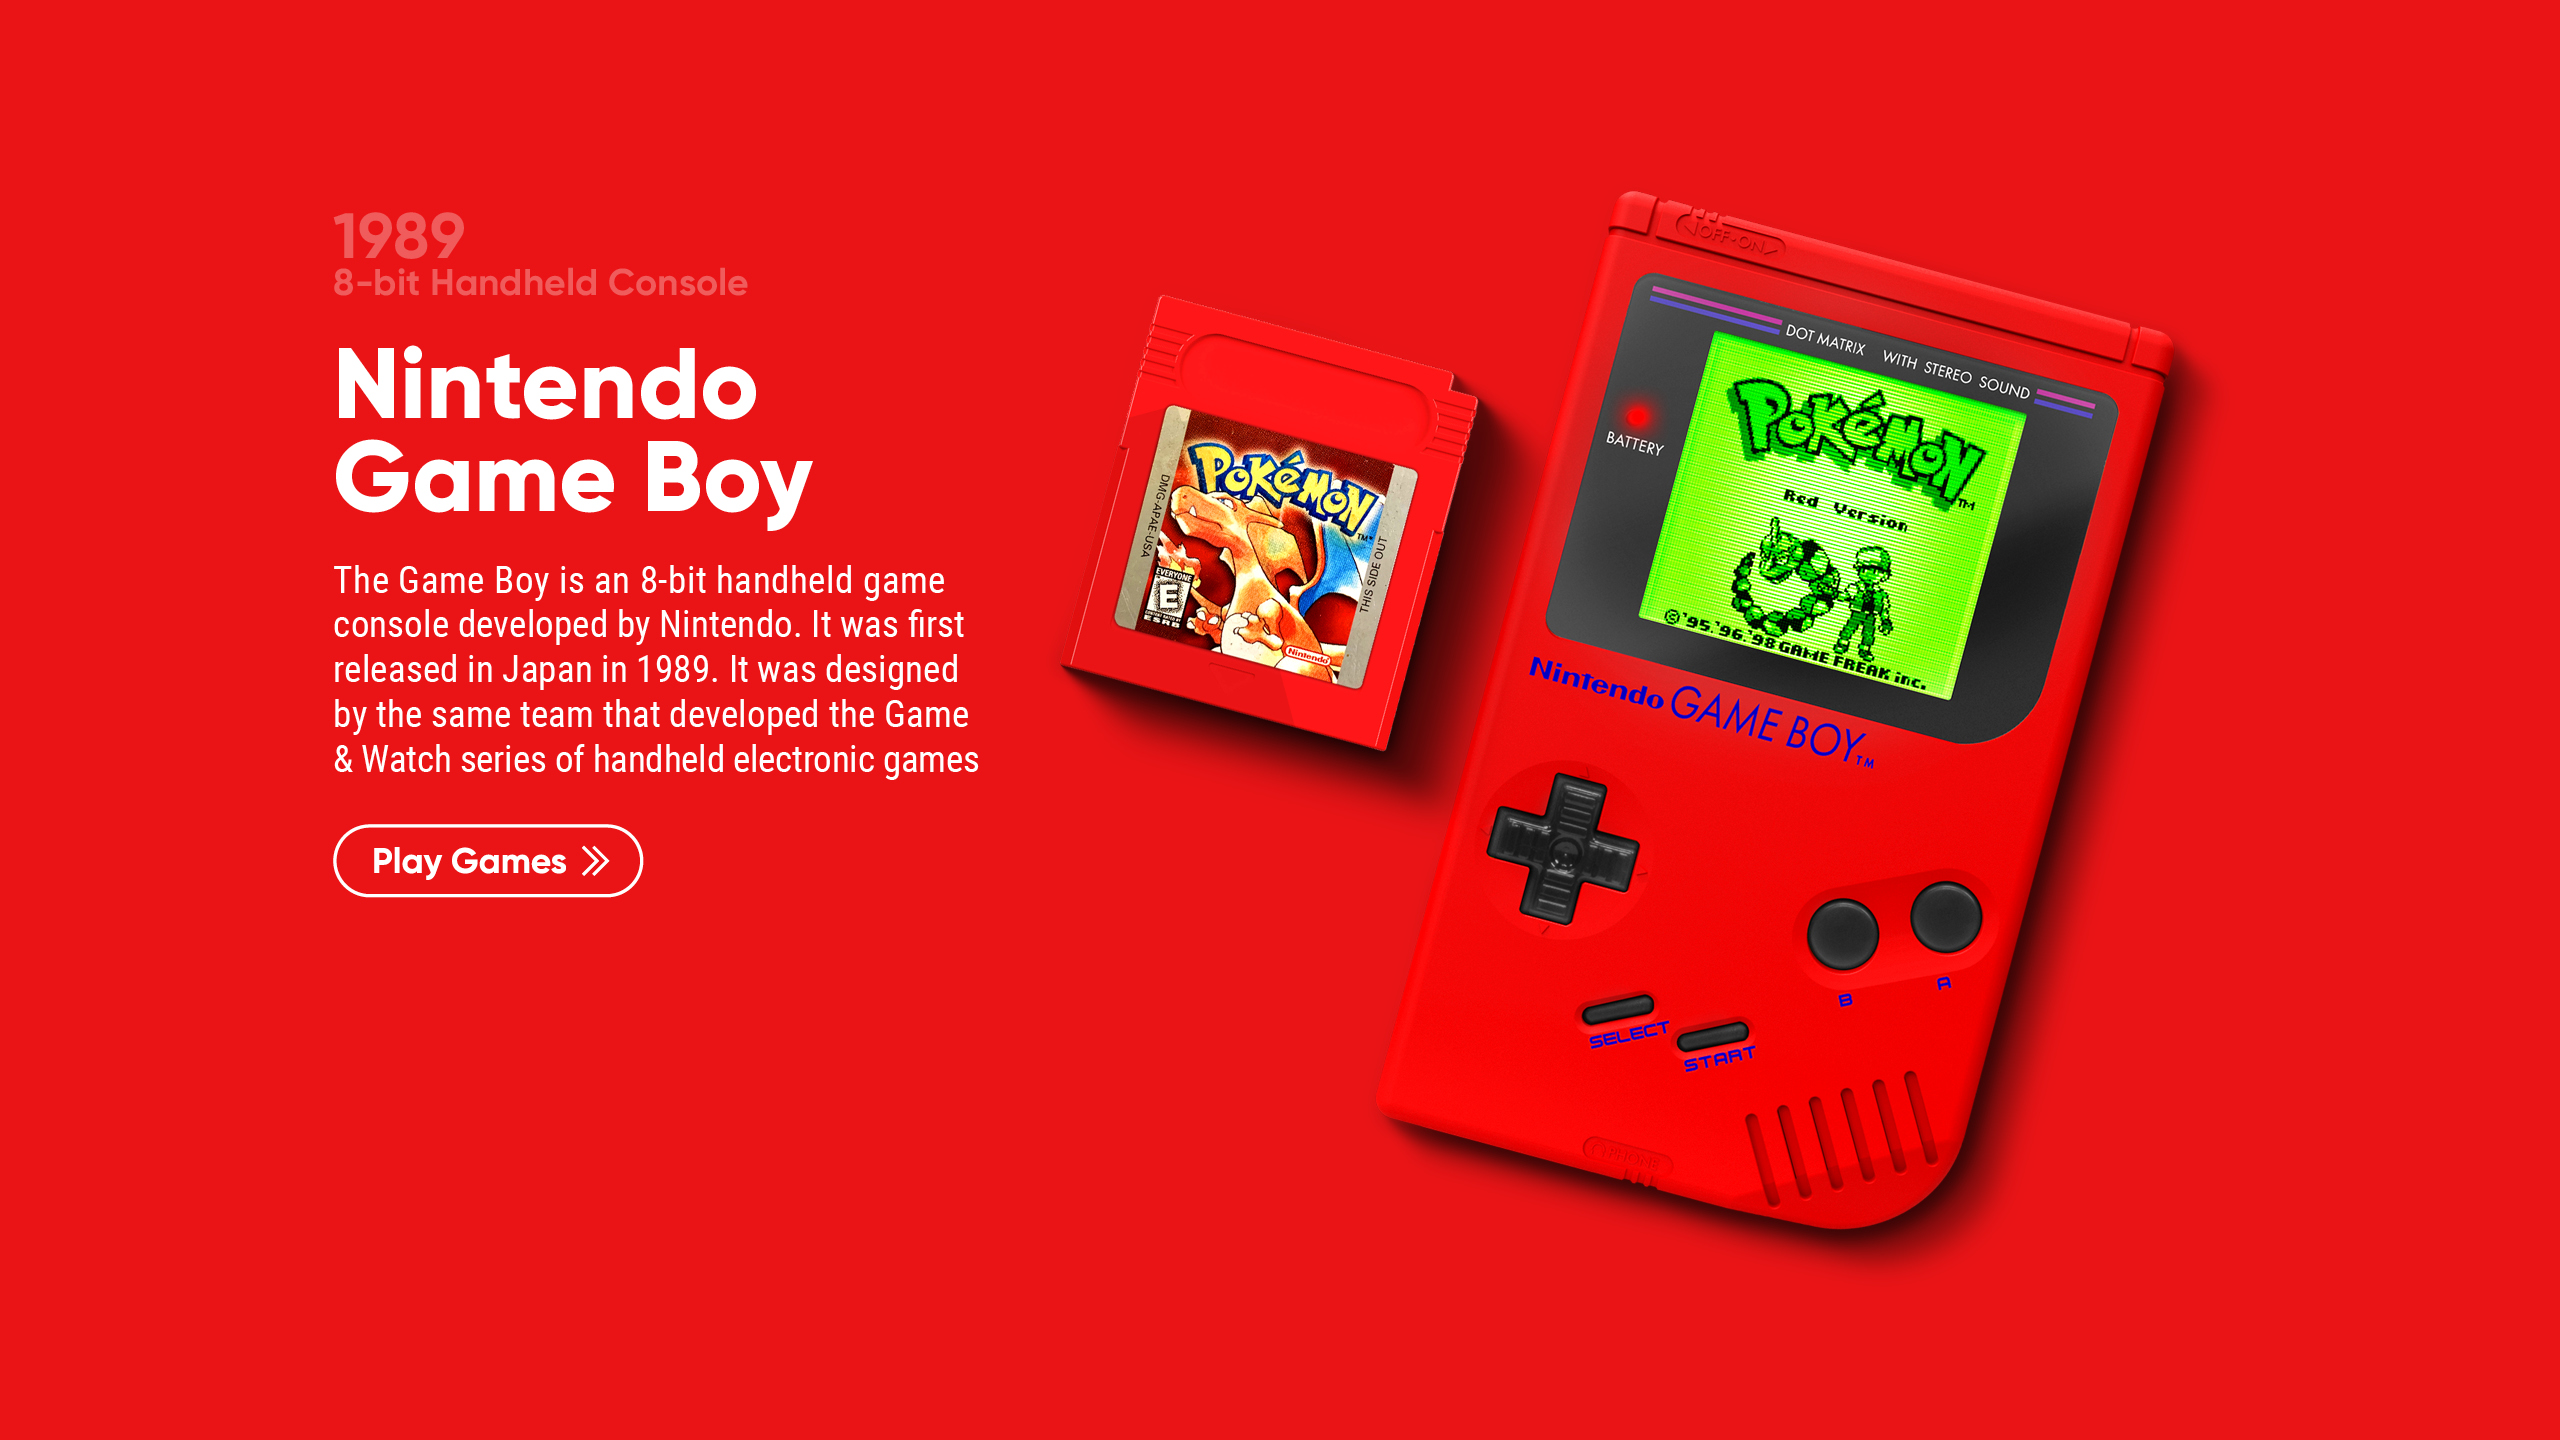 1989
8-bit Handheld Console
Nintendo
Game Boy
The Game Boy is an 8-bit handheld game
console developed by Nintendo. It was first
released in Japan in 1989. It was designed
by the same team that developed the Game
& Watch series of handheld electronic games
Play Games
POKéMON
TM
DMG-APAE-USA
THIS SIDE OUT
EVERYONE
E
CONTENT RATED BY
ESRB
Nintendo
OFF•ON
DOT MATRIX WITH STEREO SOUND
BATTERY
POKéMON
TM
Red Version
©'95.'96.'98 GAME FREAK inc.
Nintendo GAME BOY TM
B
A
SELECT
START
PHONE